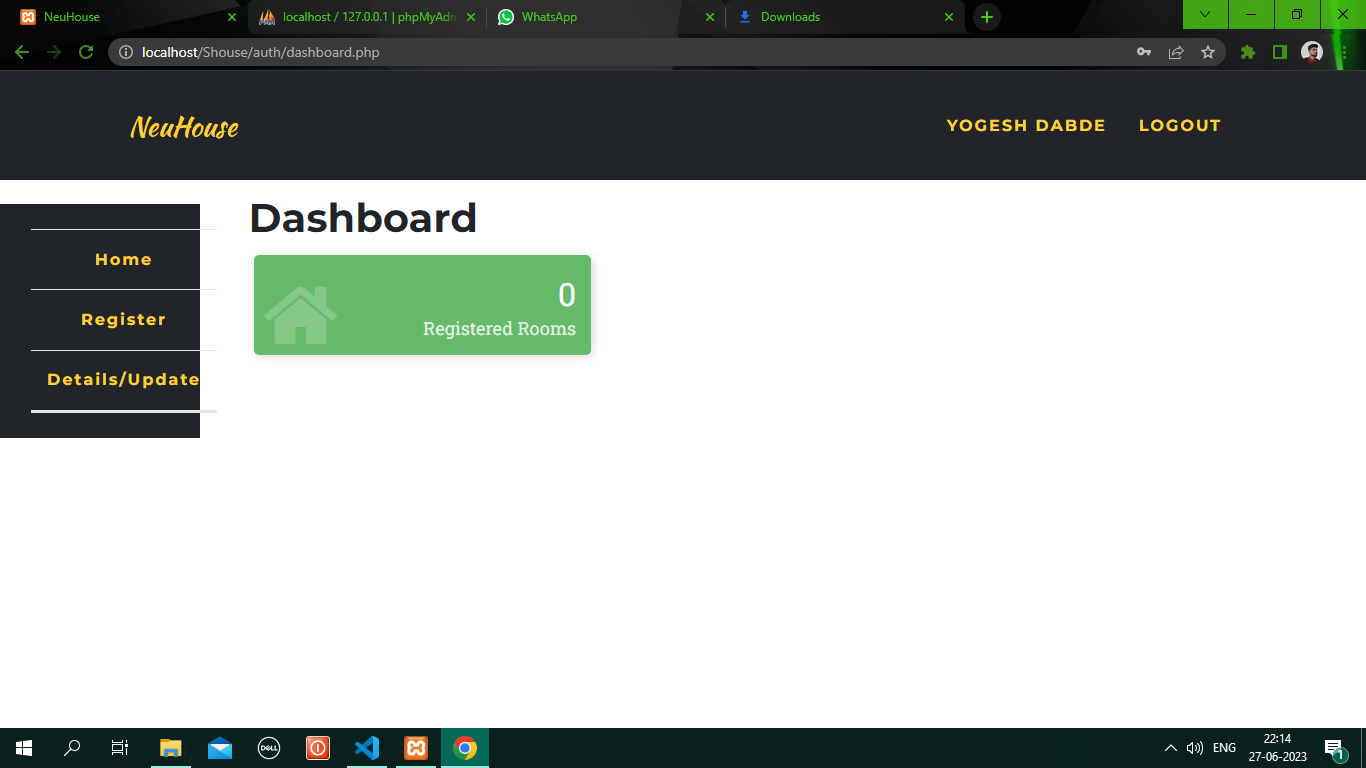 NeuHouse
localhost / 127.0.0.1 | phpMyAdm
WhatsApp
Downloads
localhost/Shouse/auth/dashboard.php
NeuHouse
YOGESH DABDE
LOGOUT
Dashboard
Home
Register
Details/Update
0
Registered Rooms
DELL
ENG
22:14
27-06-2023
1